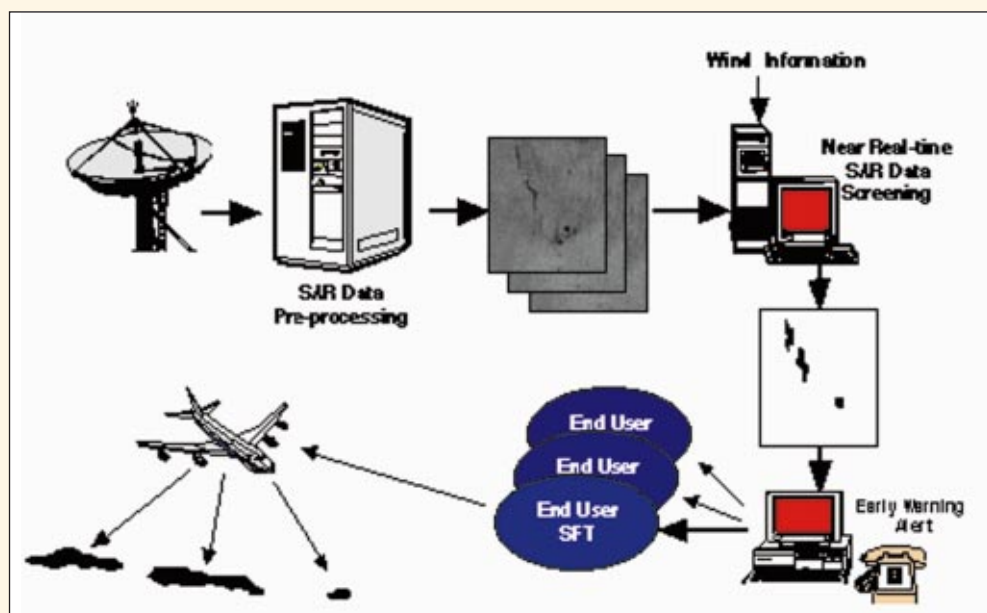 Wind Information
Near Real-time
SAR Data
Screening
SAR Data
Pre-processing
End User
End User
End User
SFT
Early Warning
Alert